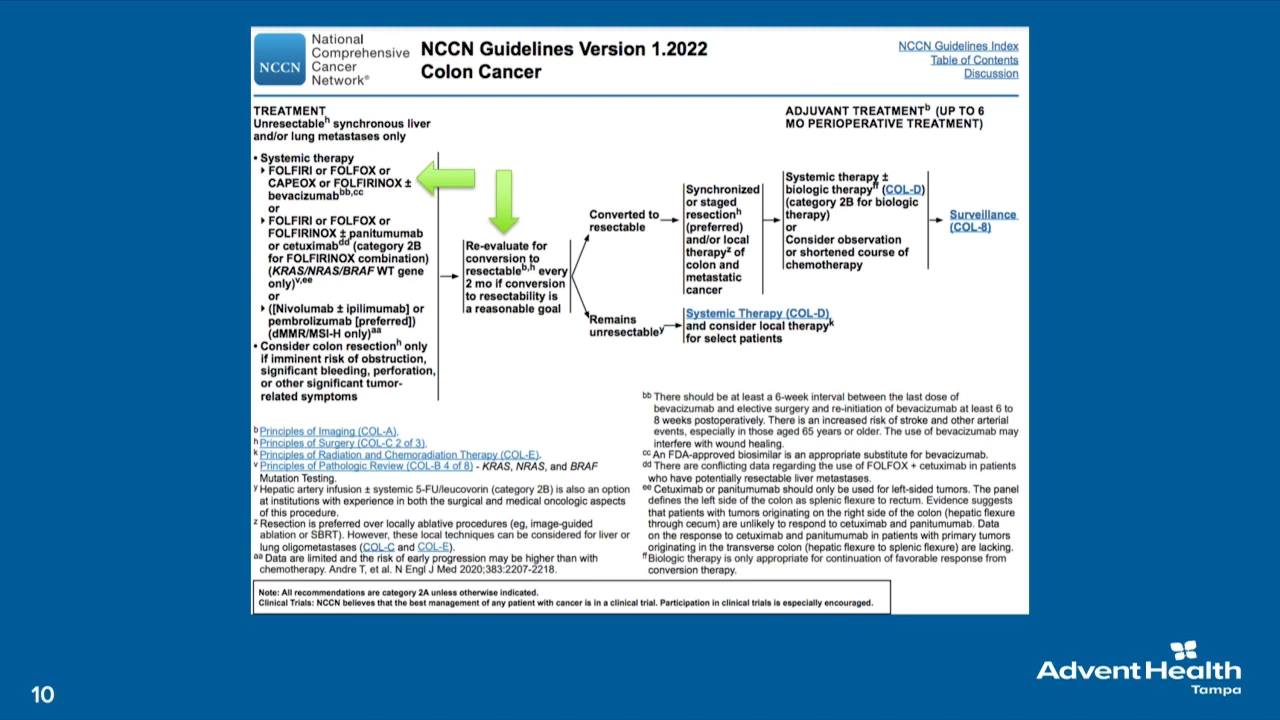 National
Comprehensive
Cancer
Network®
NCCN
NCCN Guidelines Version 1.2022
Colon Cancer
NCCN Guidelines Index
Table of Contents
Discussion
TREATMENT
Unresectableʰ synchronous liver
and/or lung metastases only
• Systemic therapy
‣ FOLFIRI or FOLFOX or
CAPEOX or FOLFIRINOX ±
bevacizumabbb,cc
or
‣ FOLFIRI or FOLFOX or
FOLFIRINOX ± panitumumab
or cetuximabdd (category 2B
for FOLFIRINOX combination)
(KRAS/NRAS/BRAF WT gene
only)v,ee
or
‣ ([Nivolumab ± ipilimumab] or
pembrolizumab [preferred])
(dMMR/MSI-H only)aa
• Consider colon resectionh only
if imminent risk of obstruction,
significant bleeding, perforation,
or other significant tumor-
related symptoms
Re-evaluate for
conversion to
resectableb,h every
2 mo if conversion
to resectability is
a reasonable goal
Converted to
resectable
Remains
unresectabley
Synchronized
or staged
resectionh
(preferred)
and/or local
therapyz of
colon and
metastatic
cancer
Systemic Therapy (COL-D)
and consider local therapyk
for select patients
ADJUVANT TREATMENTb (UP TO 6
MO PERIOPERATIVE TREATMENT)
Systemic therapy ±
biologic therapyff (COL-D)
(category 2B for biologic
therapy)
or
Consider observation
or shortened course of
chemotherapy
Surveillance
(COL-8)
b Principles of Imaging (COL-A).
h Principles of Surgery (COL-C 2 of 3).
k Principles of Radiation and Chemoradiation Therapy (COL-E).
v Principles of Pathologic Review (COL-B 4 of 8) - KRAS, NRAS, and BRAF
Mutation Testing.
y Hepatic artery infusion ± systemic 5-FU/leucovorin (category 2B) is also an option
at institutions with experience in both the surgical and medical oncologic aspects
of this procedure.
z Resection is preferred over locally ablative procedures (eg, image-guided
ablation or SBRT). However, these local techniques can be considered for liver or
lung oligometastases (COL-C and COL-E).
aa Data are limited and the risk of early progression may be higher than with
chemotherapy. Andre T, et al. N Engl J Med 2020;383:2207-2218.
bb There should be at least a 6-week interval between the last dose of
bevacizumab and elective surgery and re-initiation of bevacizumab at least 6 to
8 weeks postoperatively. There is an increased risk of stroke and other arterial
events, especially in those aged 65 years or older. The use of bevacizumab may
interfere with wound healing.
cc An FDA-approved biosimilar is an appropriate substitute for bevacizumab.
dd There are conflicting data regarding the use of FOLFOX + cetuximab in patients
who have potentially resectable liver metastases.
ee Cetuximab or panitumumab should only be used for left-sided tumors. The panel
defines the left side of the colon as splenic flexure to rectum. Evidence suggests
that patients with tumors originating on the right side of the colon (hepatic flexure
through cecum) are unlikely to respond to cetuximab and panitumumab. Data
on the response to cetuximab and panitumumab in patients with primary tumors
originating in the transverse colon (hepatic flexure to splenic flexure) are lacking.
ff Biologic therapy is only appropriate for continuation of favorable response from
conversion therapy.
Note: All recommendations are category 2A unless otherwise indicated.
Clinical Trials: NCCN believes that the best management of any patient with cancer is in a clinical trial. Participation in clinical trials is especially encouraged.
10
AdventHealth
Tampa